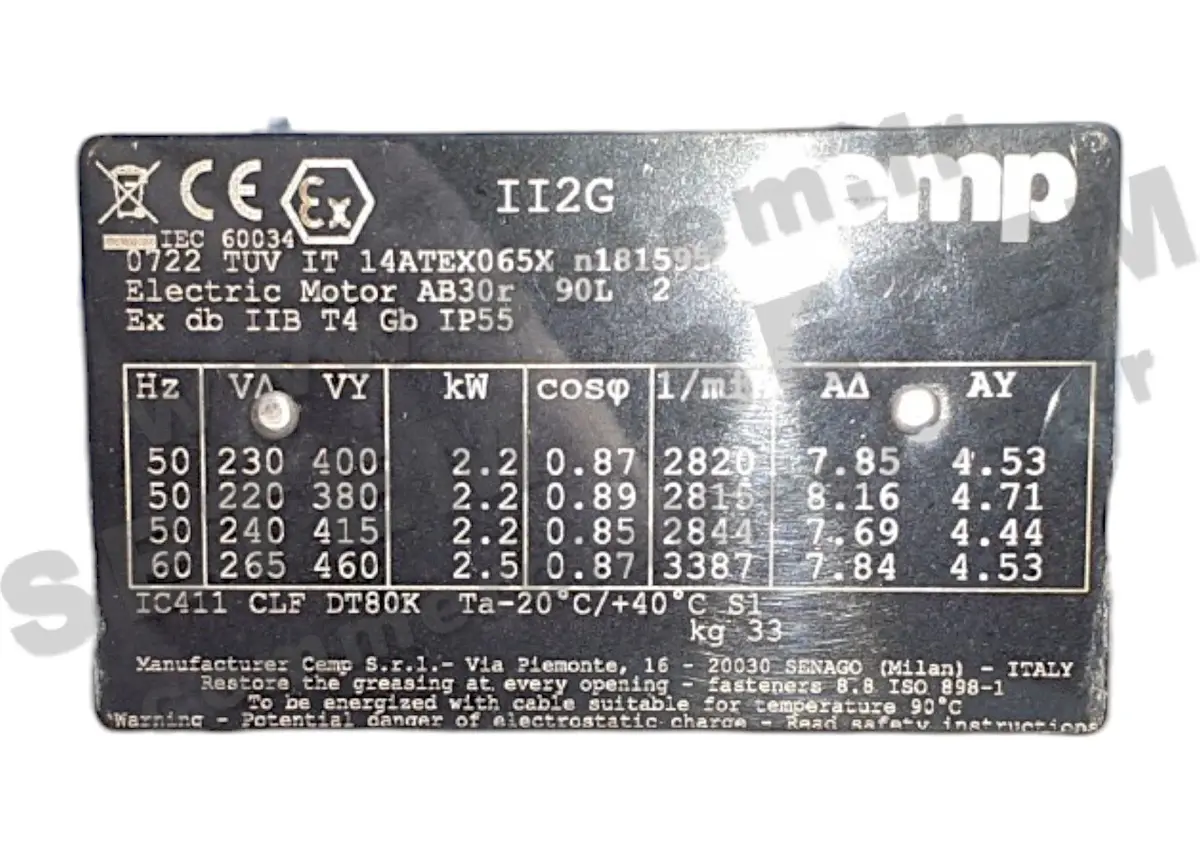 CE Ex II2G cemp
IEC 60034
0722 TUV IT 14ATEX065X
Electric Motor AB30r 90L 2
Ex db IIB T4 Gb IP55
Hz VΔ VY kW cosφ 1/min AΔ AY
50 230 400 2.2 0.87 2820 7.85 4.53
50 220 380 2.2 0.89 2815 8.16 4.71
50 240 415 2.2 0.85 2844 7.69 4.44
60 265 460 2.5 0.87 3387 7.84 4.53
IC411 CLF DT80K Ta-20°C/+40°C S1
kg 33
Manufacturer Cemp S.r.l.- Via Piemonte, 16 - 20030 SENAGO (Milan) - ITALY
Restore the greasing at every opening - fasteners 8.8 ISO 898-1
To be energized with cable suitable for temperature 90°C
Warning - Potential danger of electrostatic charge - Read safety instructions